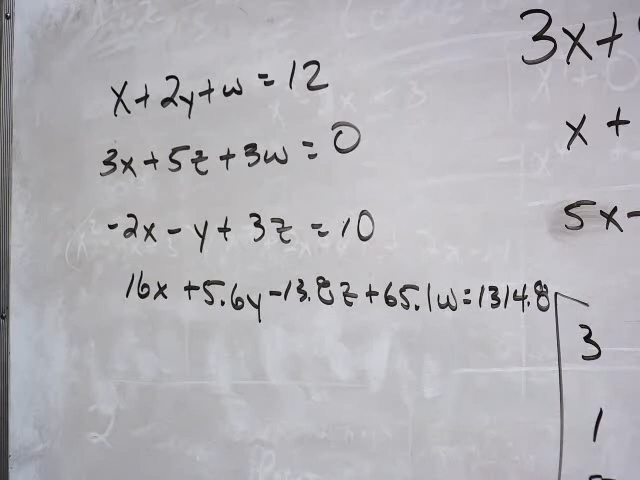 x + 2y + w = 12
3x + 5z + 3w = 0
-2x - y + 3z = 10
16x + 5.6y - 13.8z + 65.1w = 1314.8
3x +
x +
5x -
3
1